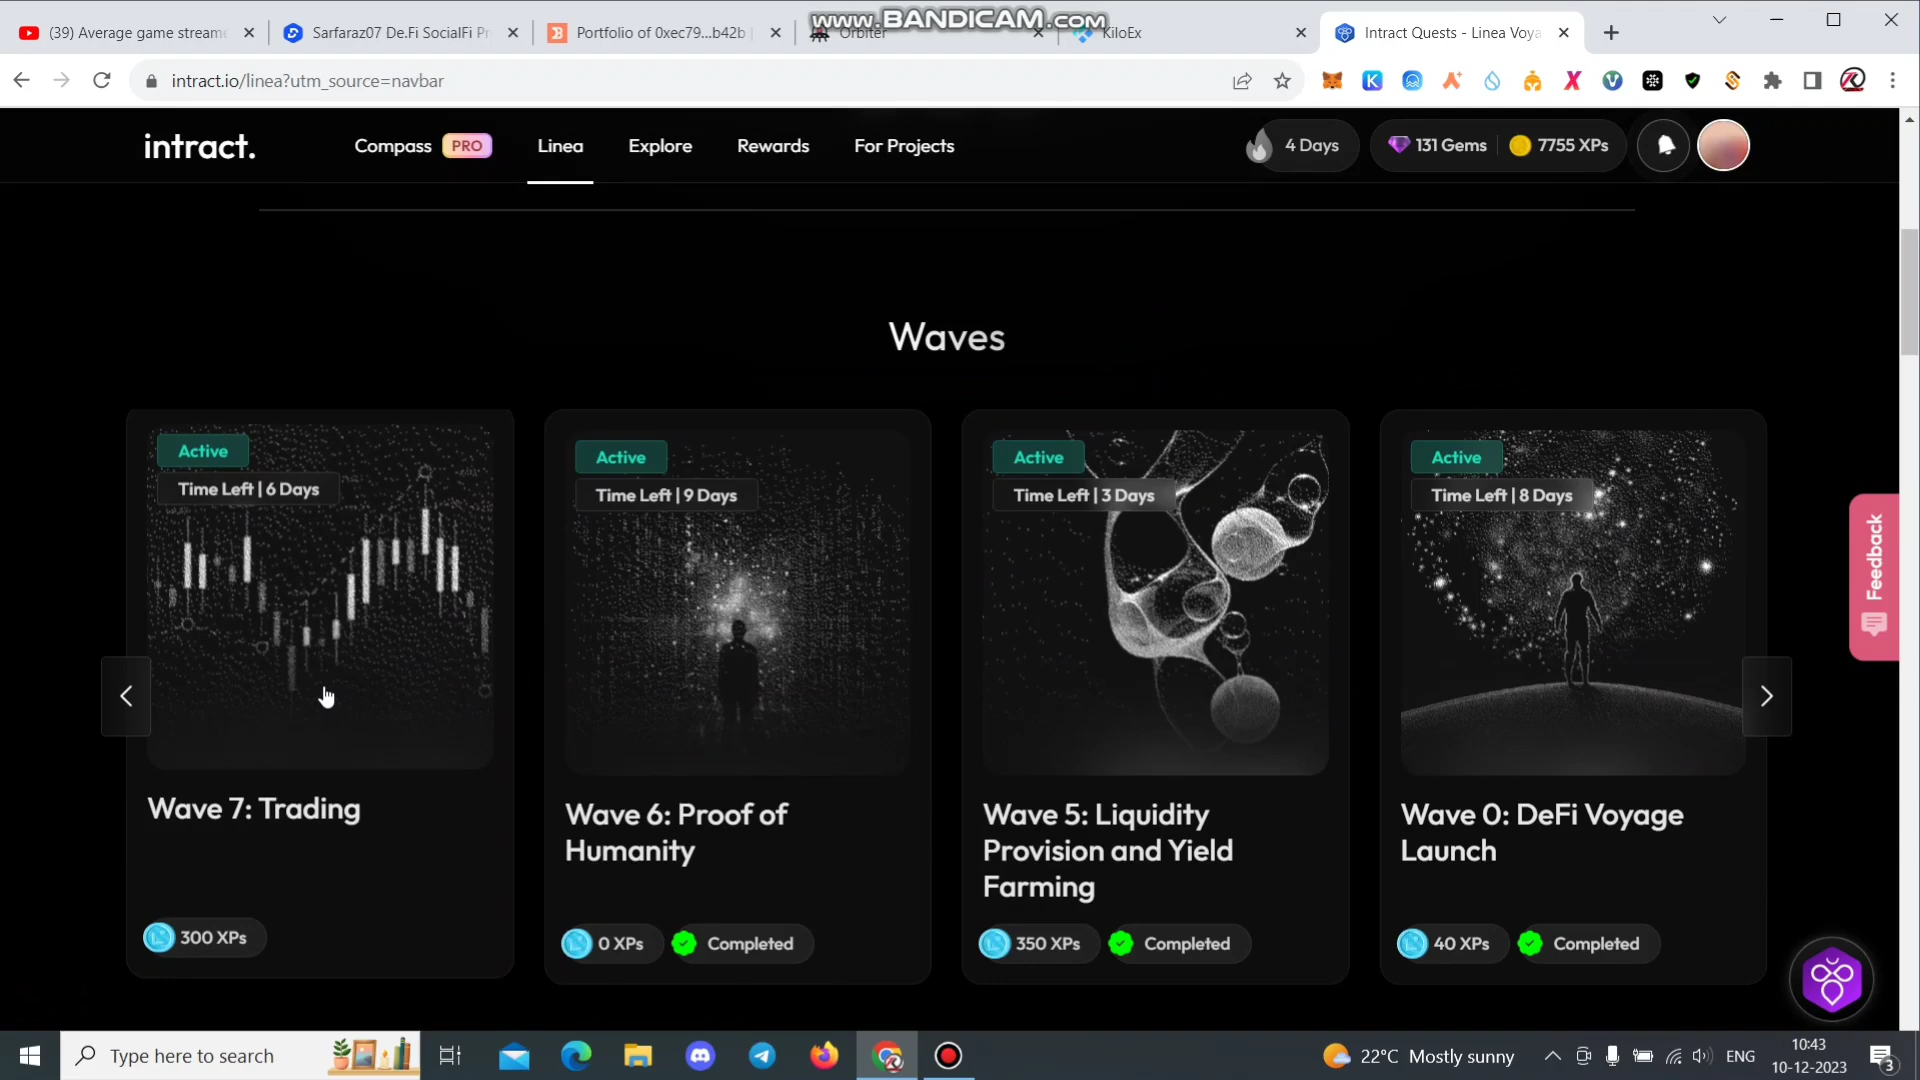 www.BANDICAM.com
(39) Average game streame
Sarfaraz07 De.Fi SocialFi Pr
Portfolio of 0xec79...b42b
Orbiter
KiloEx
Intract Quests - Linea Voya
intract.io/linea?utm_source=navbar
intract.
Compass PRO
Linea
Explore
Rewards
For Projects
4 Days
131 Gems
7755 XPs
Waves
Active
Time Left | 6 Days
Wave 7: Trading
300 XPs
Active
Time Left | 9 Days
Wave 6: Proof of
Humanity
0 XPs
Completed
Active
Time Left | 3 Days
Wave 5: Liquidity
Provision and Yield
Farming
350 XPs
Completed
Active
Time Left | 8 Days
Wave 0: DeFi Voyage
Launch
40 XPs
Completed
Feedback
Type here to search
22°C Mostly sunny
ENG
10:43
10-12-2023
3